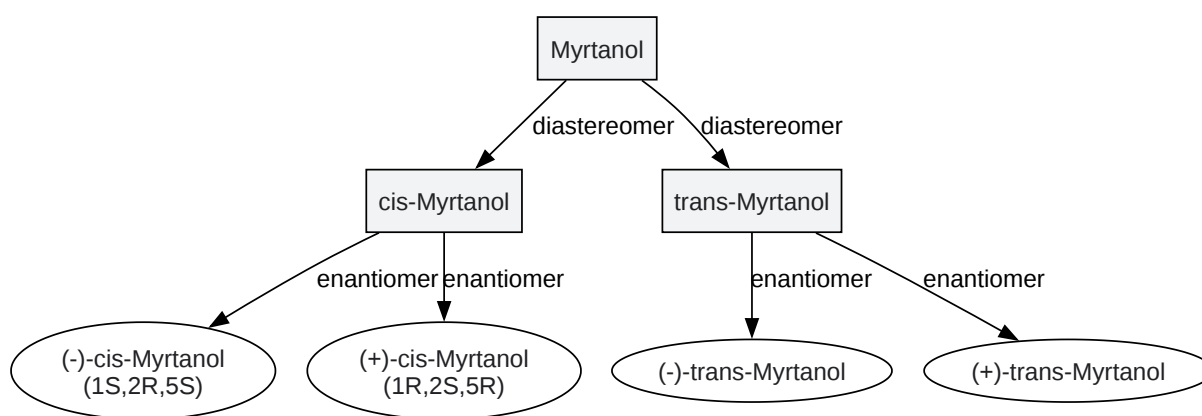 Myrtanol
diastereomer
diastereomer
cis-Myrtanol
trans-Myrtanol
enantiomer
enantiomer
enantiomer
enantiomer
(-)-cis-Myrtanol
(1S,2R,5S)
(+)-cis-Myrtanol
(1R,2S,5R)
(-)-trans-Myrtanol
(+)-trans-Myrtanol